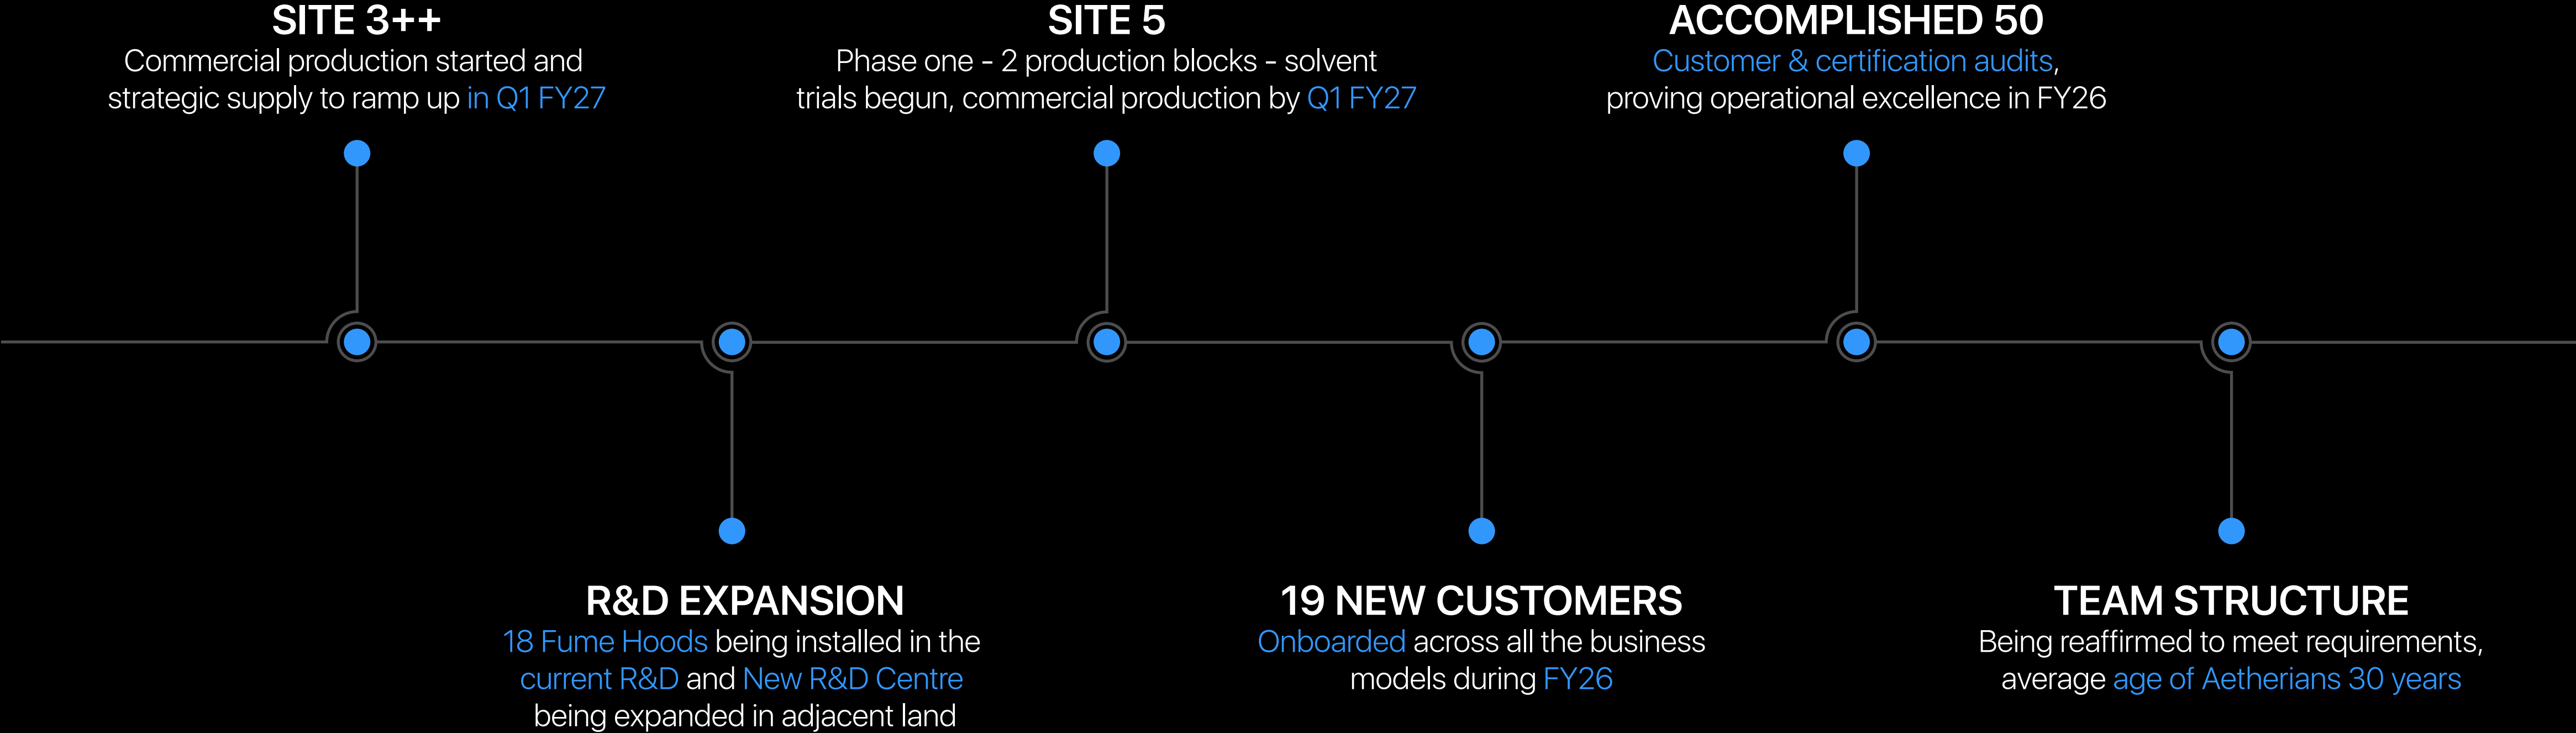 SITE 3++
Commercial production started and
strategic supply to ramp up in Q1 FY27
SITE 5
Phase one - 2 production blocks - solvent
trials begun, commercial production by Q1 FY27
ACCOMPLISHED 50
Customer & certification audits,
proving operational excellence in FY26
R&D EXPANSION
18 Fume Hoods being installed in the
current R&D and New R&D Centre
being expanded in adjacent land
19 NEW CUSTOMERS
Onboarded across all the business
models during FY26
TEAM STRUCTURE
Being reaffirmed to meet requirements,
average age of Aetherians 30 years